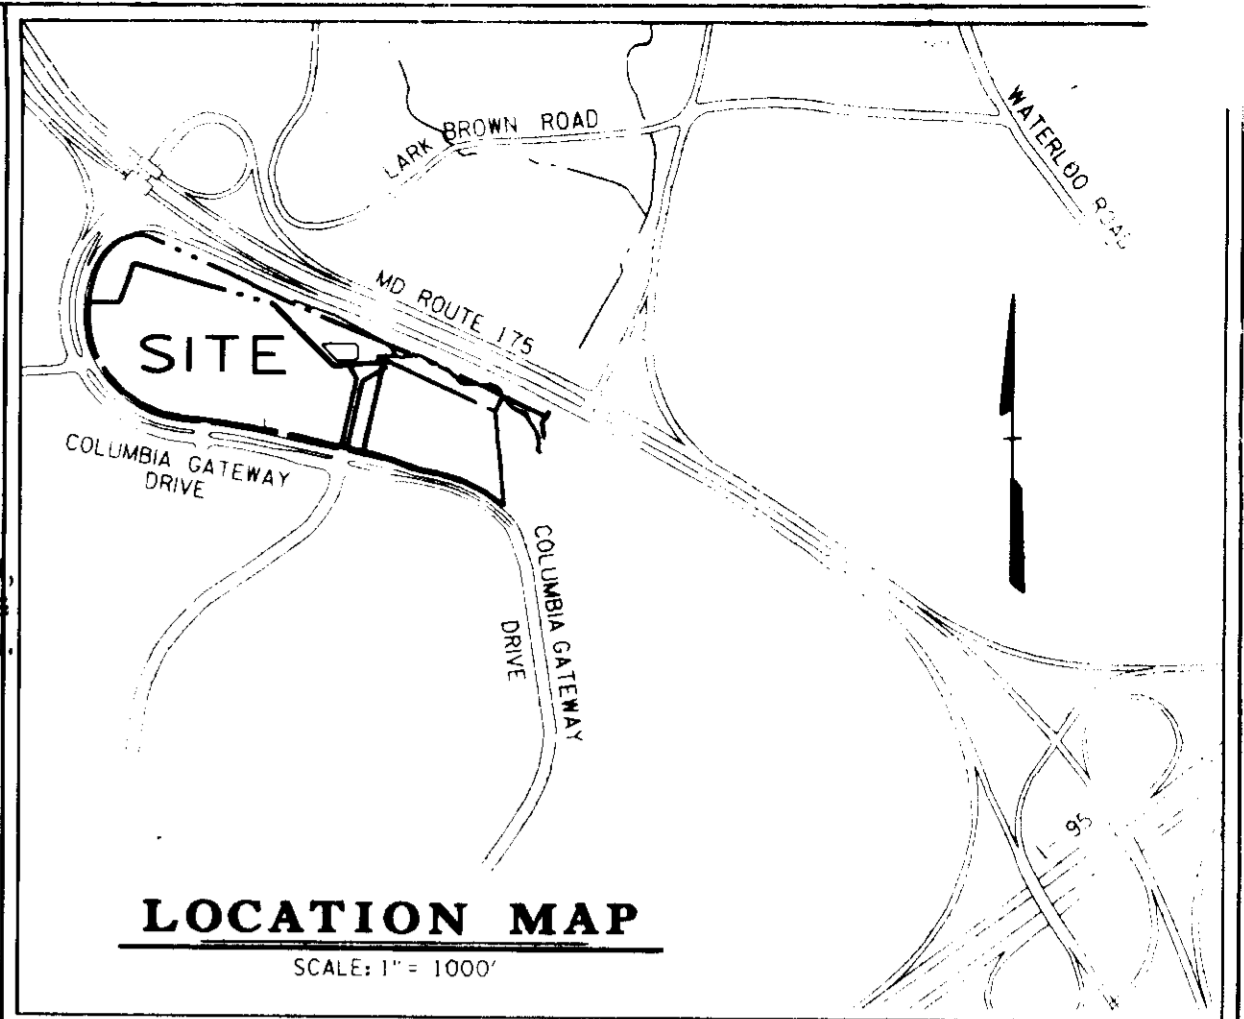 LARK BROWN ROAD
WATERLOO ROAD
MD ROUTE 175
SITE
COLUMBIA GATEWAY
DRIVE
COLUMBIA GATEWAY
DRIVE
I 95
LOCATION MAP
SCALE: 1" = 1000'